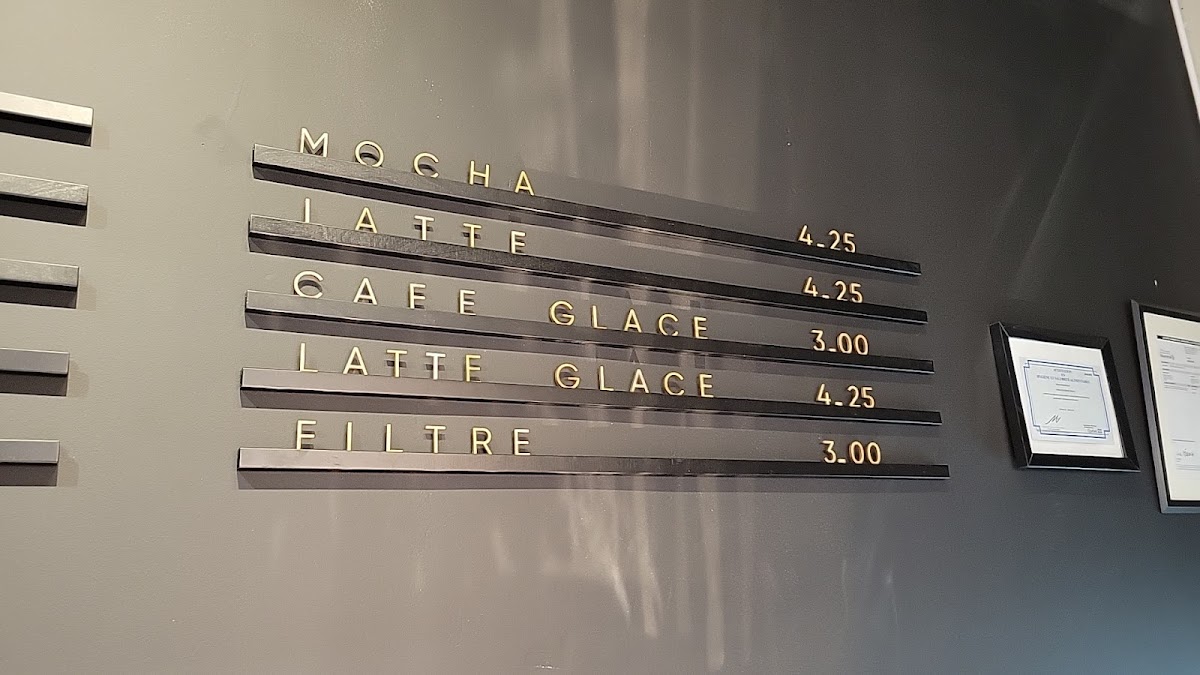 MOCHA 4.25
LATTE 4.25
CAFE GLACE 3.00
LATTE GLACE 4.25
FILTRE 3.00